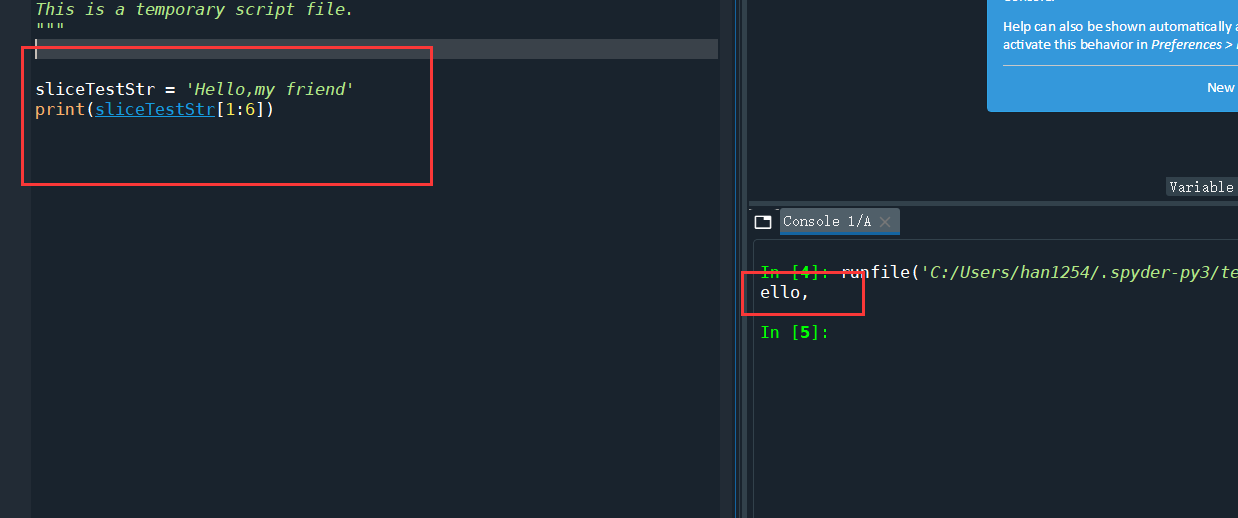 This is a temporary script file.
"""
sliceTestStr = 'Hello,my friend'
print(sliceTestStr[1:6])
Help can also be shown automatically
activate this behavior in Preferences >
New
Variable
Console 1/A
In [4]: runfile('C:/Users/han1254/.spyder-py3/te
ello,
In [5]: